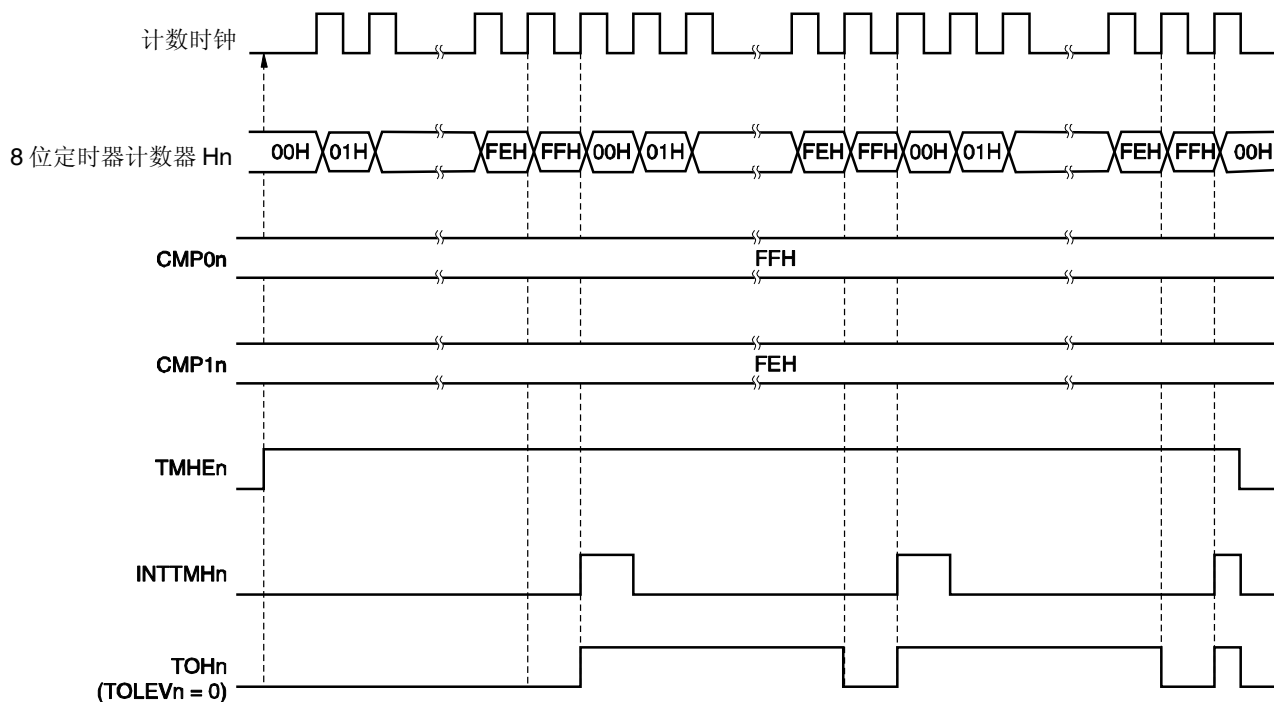 计数时钟
8 位定时器计数器 Hn 00H 01H FEH FFH 00H 01H FEH FFH 00H 01H FEH FFH 00H
CMP0n FFH
CMP1n FEH
TMHEn
INTTMHn
TOHn
(TOLEVn = 0)